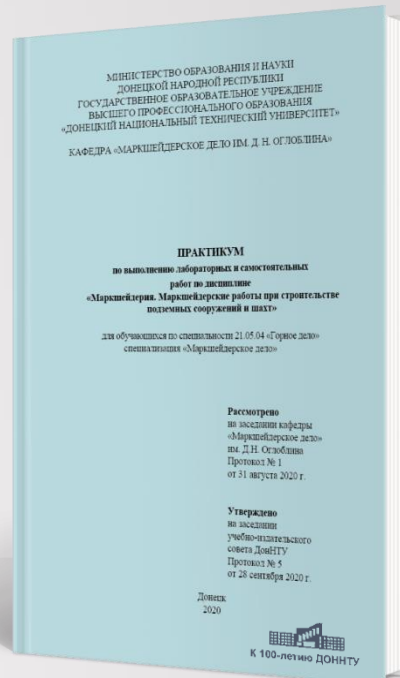 МИНИСТЕРСТВО ОБРАЗОВАНИЯ И НАУКИ
ДОНЕЦКОЙ НАРОДНОЙ РЕСПУБЛИКИ
ГОСУДАРСТВЕННОЕ ОБРАЗОВАТЕЛЬНОЕ УЧРЕЖДЕНИЕ
ВЫСШЕГО ПРОФЕССИОНАЛЬНОГО ОБРАЗОВАНИЯ
«ДОНЕЦКИЙ НАЦИОНАЛЬНЫЙ ТЕХНИЧЕСКИЙ УНИВЕРСИТЕТ»
КАФЕДРА «МАРКШЕЙДЕРСКОЕ ДЕЛО ИМ. Д. Н. ОГЛОБЛИНА»
ПРАКТИКУМ
по выполнению лабораторных и самостоятельных
работ по дисциплине
«Маркшейдерия. Маркшейдерские работы при строительстве
подземных сооружений и шахт»
для обучающихся по специальности 21.05.04 «Горное дело»
специализация «Маркшейдерское дело»
Рассмотрено
на заседании кафедры
«Маркшейдерское дело»
им. Д.Н. Оглоблина
Протокол № 1
от 31 августа 2020 г.
Утверждено
на заседании
учебно-издательского
совета ДонНТУ
Протокол № 5
от 28 сентября 2020 г.
Донецк
2020
К 100-летию ДОННТУ